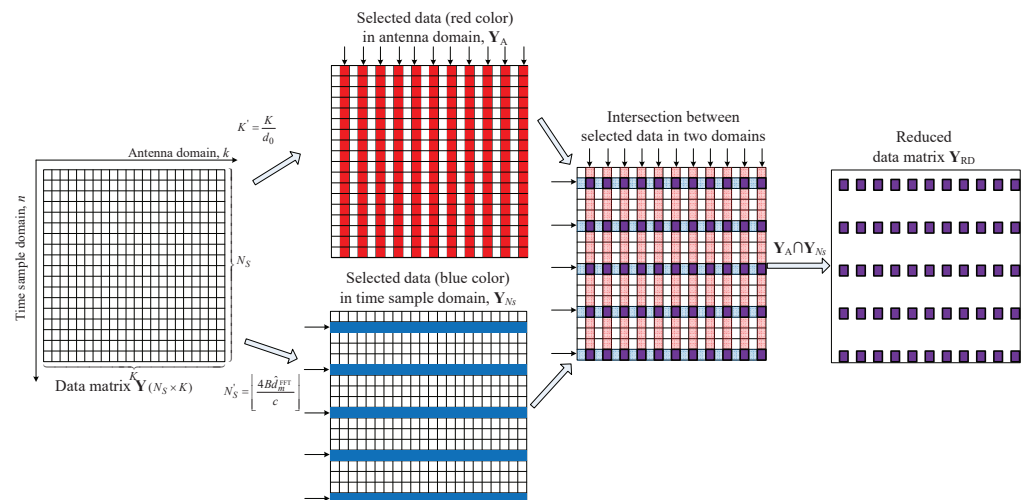 Selected data (red color)
in antenna domain, Y_A
K' = K / d_0
Antenna domain, k
Time sample domain, n
N_S
K
Data matrix Y (N_S × K)
N'_S = ⌊4Bd̂_m^FFT / c⌋
Selected data (blue color)
in time sample domain, Y_Ns
Intersection between
selected data in two domains
Y_A∩Y_Ns
Reduced
data matrix Y_RD